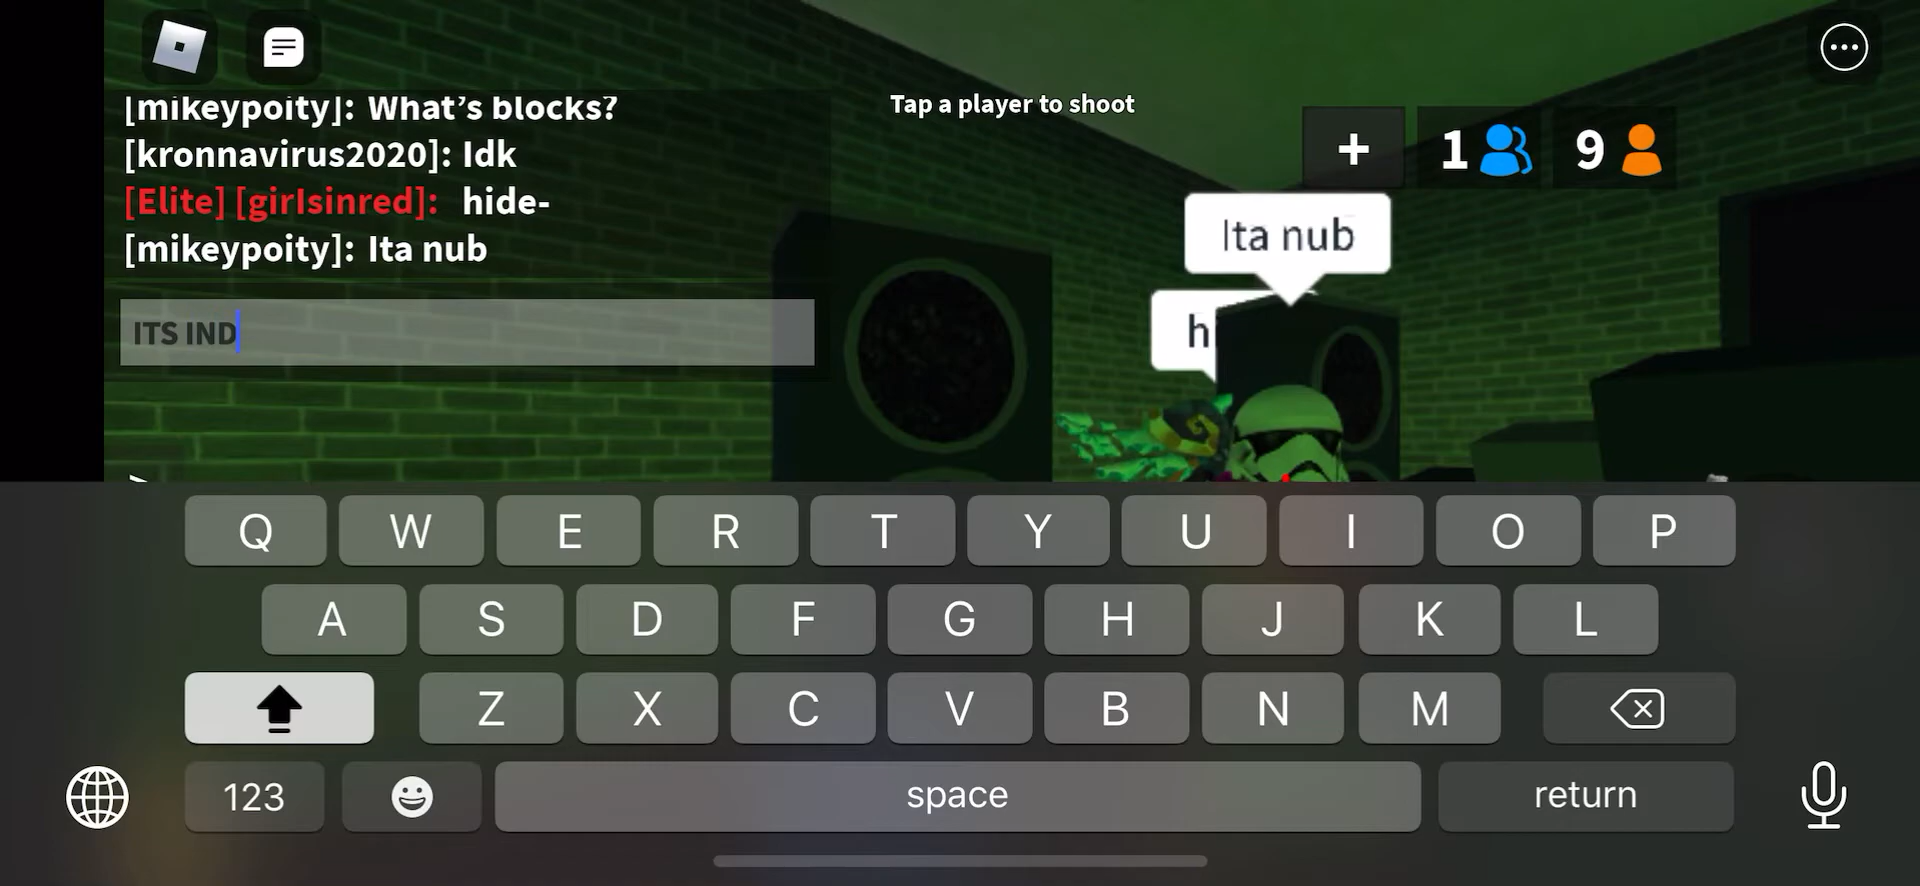 [mikeypoity]: What's blocks?
[kronnavirus2020]: Idk
[Elite] [girlsinred]: hide-
[mikeypoity]: Ita nub
ITS IND
Tap a player to shoot
+ 1 9
Ita nub
h
Q W E R T Y U I O P
A S D F G H J K L
Z X C V B N M
123 space return